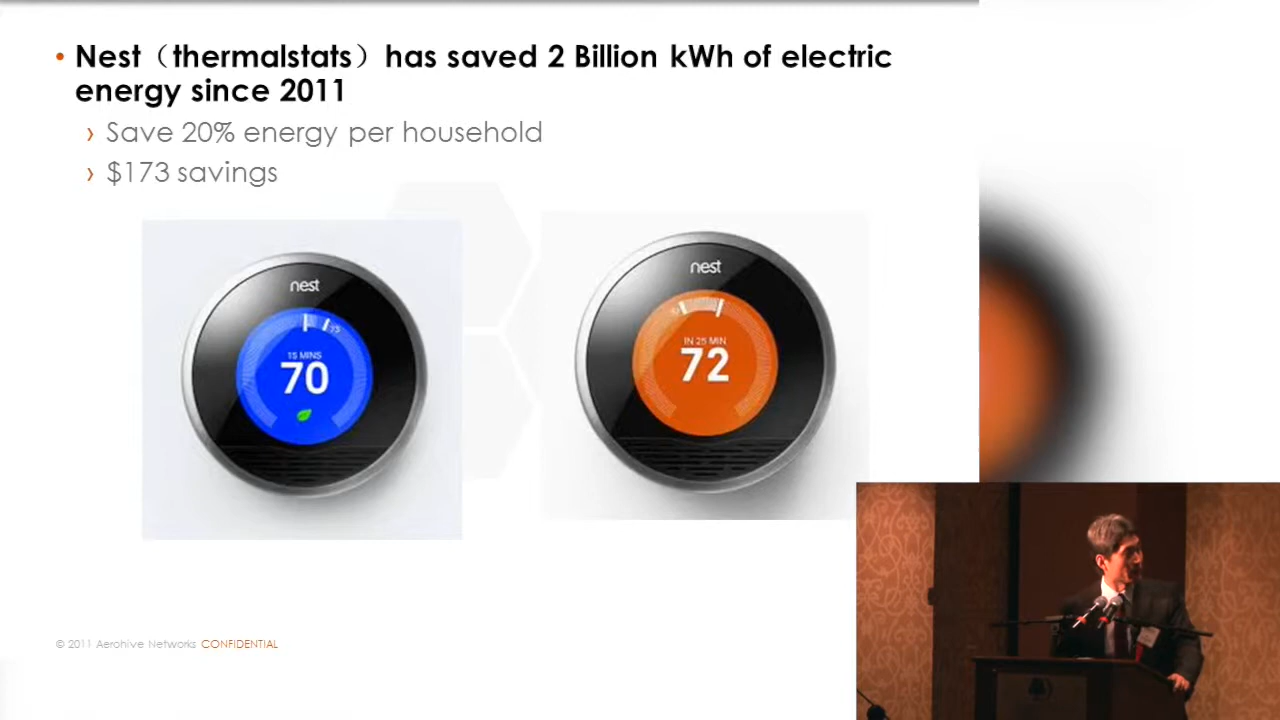 • Nest（thermalstats）has saved 2 Billion kWh of electric
energy since 2011
› Save 20% energy per household
› $173 savings
nest
15 MINS
70
75
nest
IN 25 MIN
72
© 2011 Aerohive Networks CONFIDENTIAL